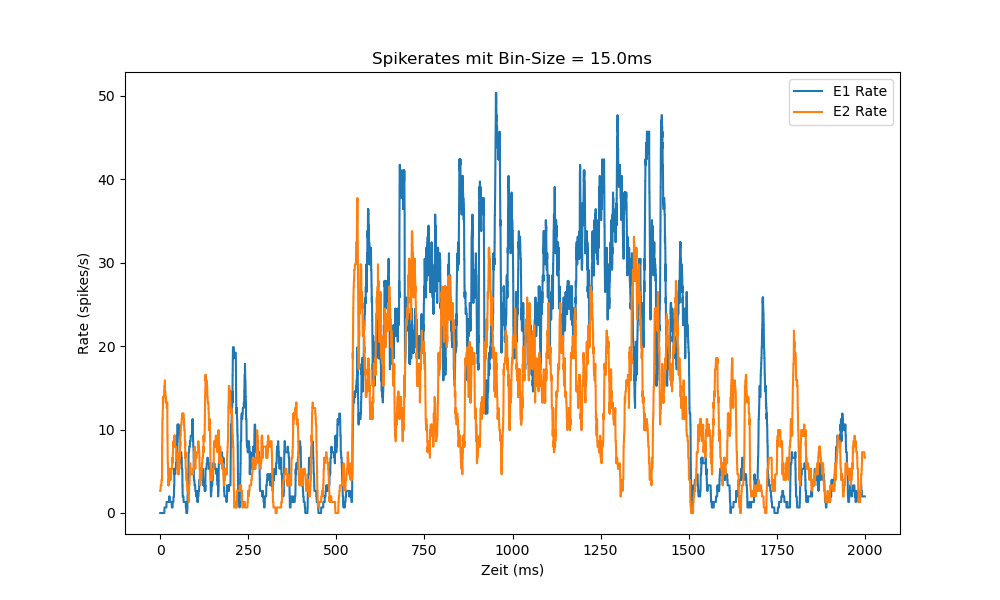 Spikerates mit Bin-Size = 15.0ms
E1 Rate
E2 Rate
50
40
30
20
10
0
Rate (spikes/s)
0 250 500 750 1000 1250 1500 1750 2000
Zeit (ms)